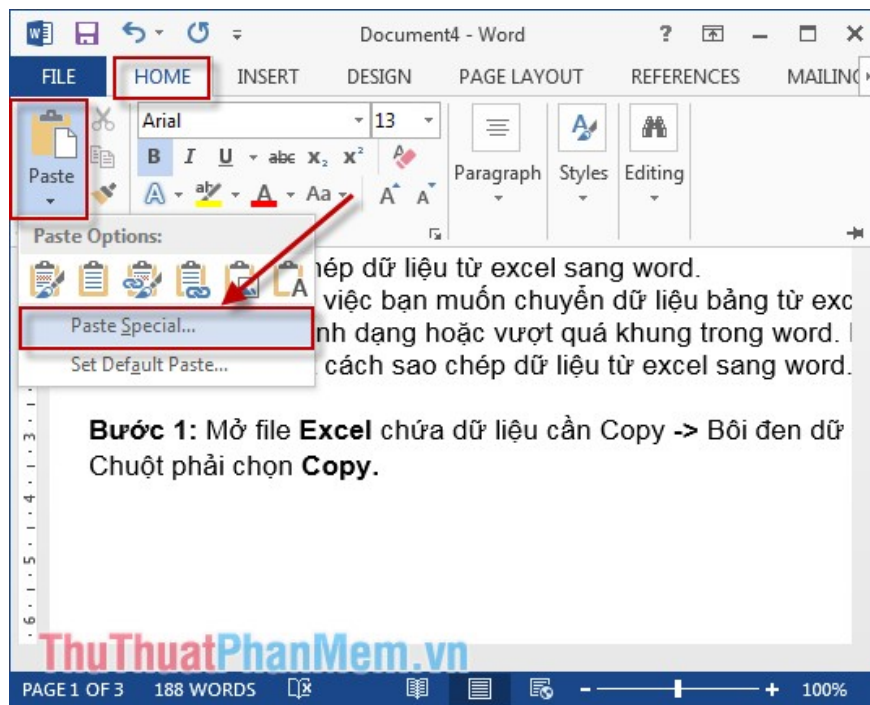 Document4 - Word
FILE HOME INSERT DESIGN PAGE LAYOUT REFERENCES
Arial 13
Paste
B I U abc X₂ X² A
A aby A Aa A A
Paragraph Styles Editing
Paste Options:
dữ liệu từ excel sang word.
việc bạn muốn chuyển dữ liệu bảng từ
Paste Special...
dạng hoặc vượt quá khung trong word.
Set Default Paste...
cách sao chép dữ liệu từ excel sang word.
Bước 1: Mở file Excel chứa dữ liệu cần Copy -> Bôi đen dữ
Chuột phải chọn Copy.
ThuThuatPhanMem.vn
PAGE 1 OF 3 188 WORDS 100%